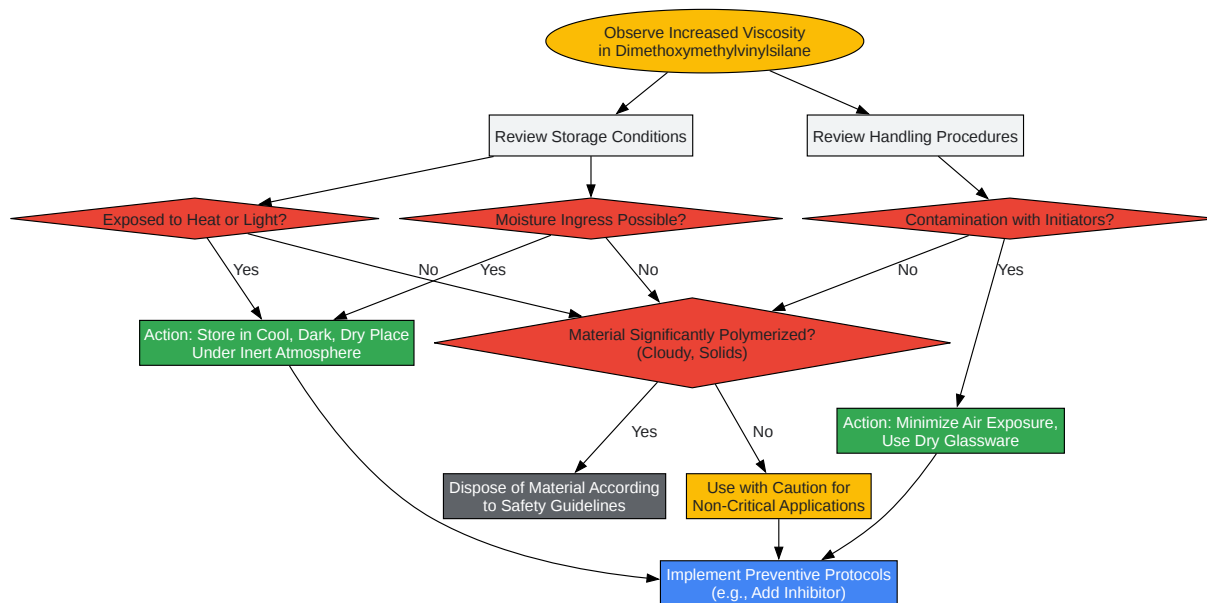 Observe Increased Viscosity
in Dimethoxymethylvinylsilane
Review Storage Conditions
Review Handling Procedures
Exposed to Heat or Light?
Moisture Ingress Possible?
Contamination with Initiators?
Yes
No
Yes
No
No
Yes
Action: Store in Cool, Dark, Dry Place
Under Inert Atmosphere
Material Significantly Polymerized?
(Cloudy, Solids)
Yes
No
Action: Minimize Air Exposure,
Use Dry Glassware
Dispose of Material According
to Safety Guidelines
Use with Caution for
Non-Critical Applications
Implement Preventive Protocols
(e.g., Add Inhibitor)